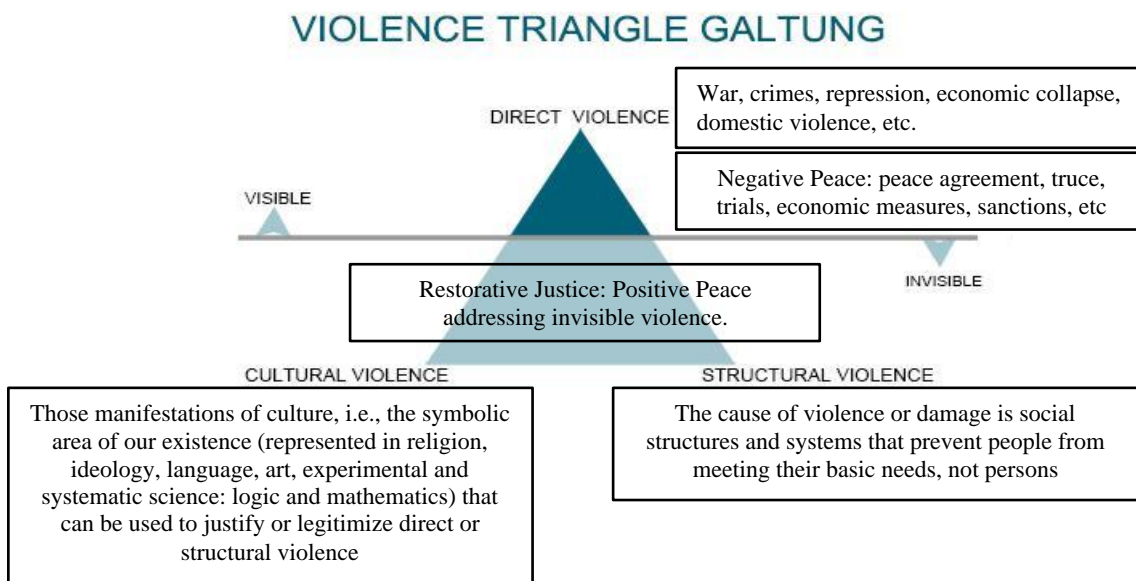 VIOLENCE TRIANGLE GALTUNG
War, crimes, repression, economic collapse,
domestic violence, etc.
DIRECT VIOLENCE
Negative Peace: peace agreement, truce,
trials, economic measures, sanctions, etc
VISIBLE
INVISIBLE
Restorative Justice: Positive Peace
addressing invisible violence.
CULTURAL VIOLENCE
STRUCTURAL VIOLENCE
Those manifestations of culture, i.e., the symbolic
area of our existence (represented in religion,
ideology, language, art, experimental and
systematic science: logic and mathematics) that
can be used to justify or legitimize direct or
structural violence
The cause of violence or damage is social
structures and systems that prevent people from
meeting their basic needs, not persons